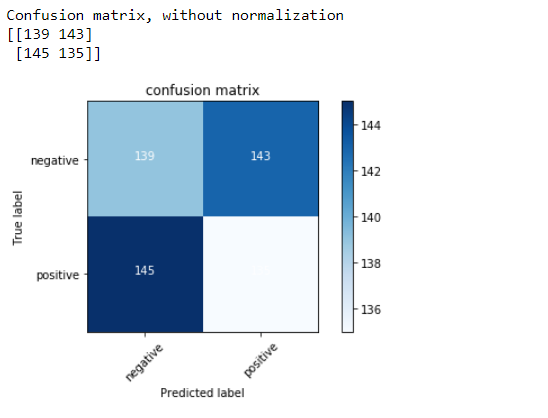 Confusion matrix, without normalization
[[139 143]
[145 135]]
confusion matrix
negative
139
143
positive
145
True label
negative
positive
Predicted label
144
142
140
138
136